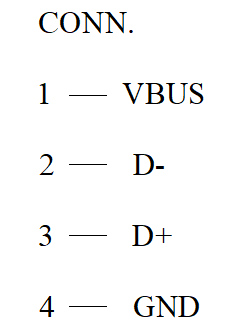 CONN.
1 — VBUS
2 — D-
3 — D+
4 — GND